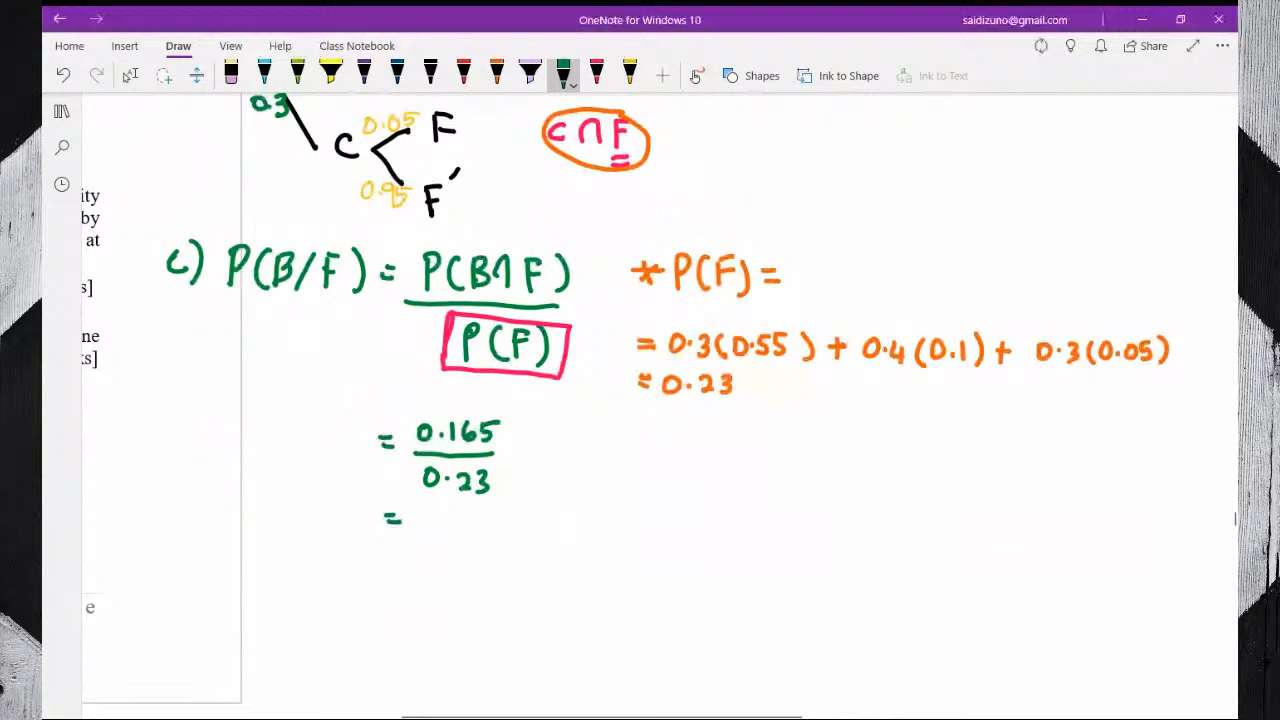 OneNote for Windows 10
saidizuno@gmail.com
Home Insert Draw View Help Class Notebook
Share
Shapes Ink to Shape Ink to Text
0.3
C 0.05 F
0.95 F'
C ∩ F
ity
by
at
s]
ne
ks]
e
c) P(B/F) = P(B∩F)
P(F)
= 0.165
0.23
=
*P(F) =
= 0.3(0.55) + 0.4(0.1) + 0.3(0.05)
= 0.23